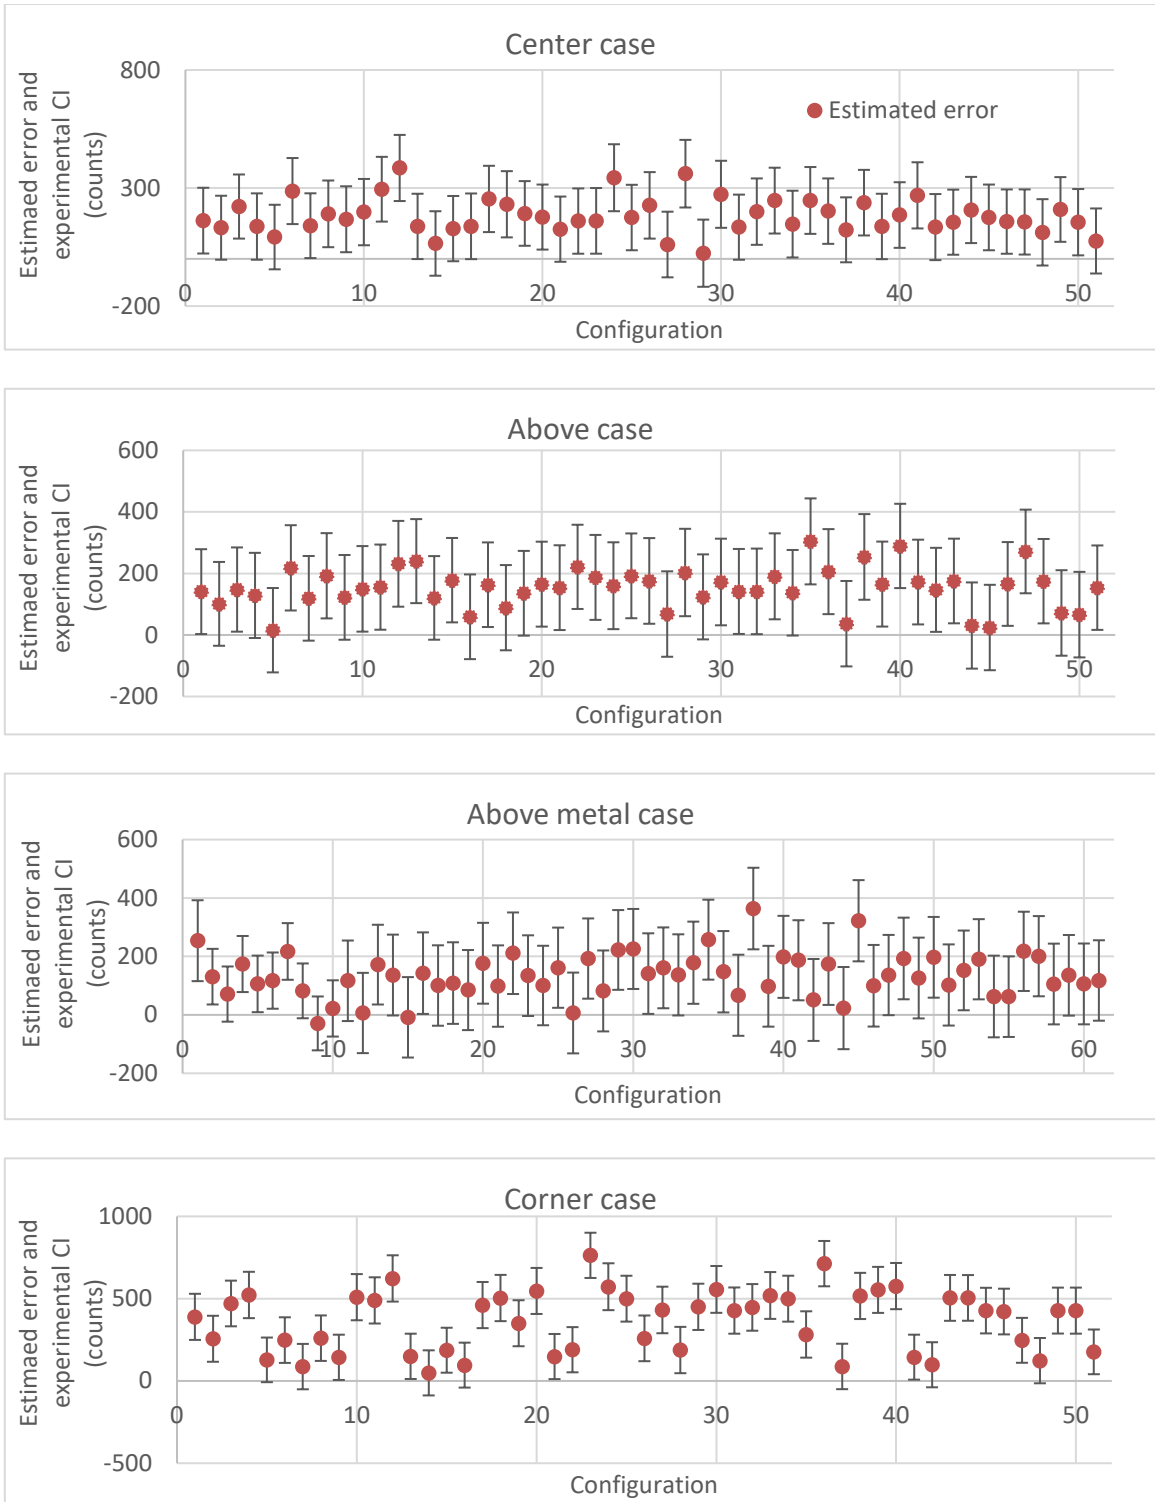 Center case
Estimaed error and
experimental CI
(counts)
800
300
-200
Estimated error
0 10 20 30 40 50
Configuration
Above case
Estimaed error and
experimental CI
(counts)
600
400
200
0
-200
0 10 20 30 40 50
Configuration
Above metal case
Estimaed error and
experimental CI
(counts)
600
400
200
0
-200
0 10 20 30 40 50 60
Configuration
Corner case
Estimaed error and
experimental CI
(counts)
1000
500
0
-500
0 10 20 30 40 50
Configuration